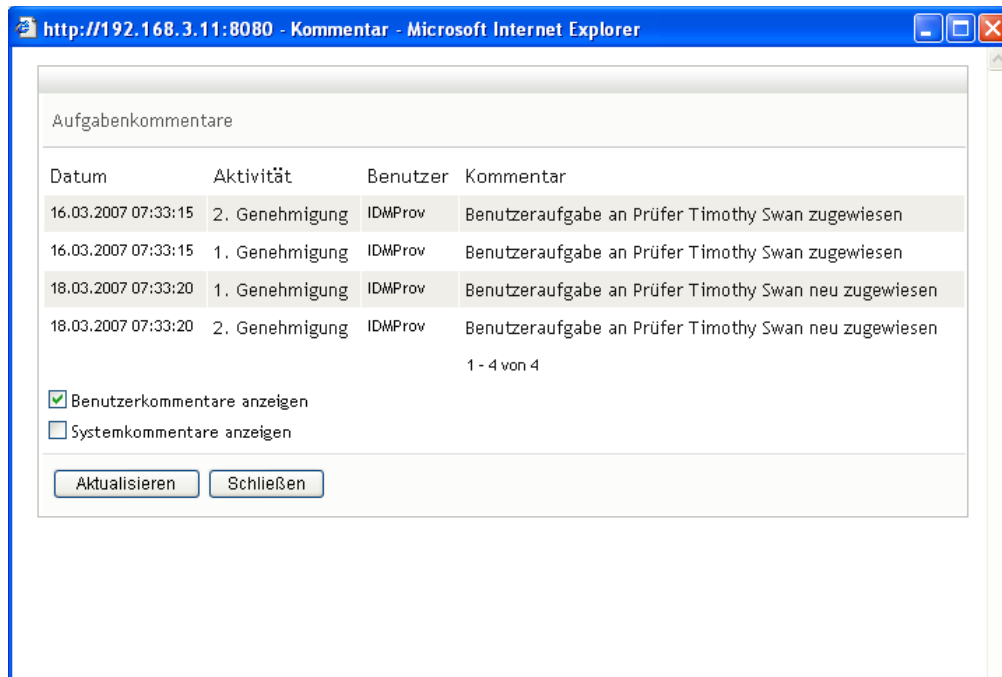 http://192.168.3.11:8080 - Kommentar - Microsoft Internet Explorer
Aufgabenkommentare
Datum Aktivität Benutzer Kommentar
16.03.2007 07:33:15 2. Genehmigung IDMProv Benutzeraufgabe an Prüfer Timothy Swan zugewiesen
16.03.2007 07:33:15 1. Genehmigung IDMProv Benutzeraufgabe an Prüfer Timothy Swan zugewiesen
18.03.2007 07:33:20 1. Genehmigung IDMProv Benutzeraufgabe an Prüfer Timothy Swan neu zugewiesen
18.03.2007 07:33:20 2. Genehmigung IDMProv Benutzeraufgabe an Prüfer Timothy Swan neu zugewiesen
1 - 4 von 4
Benutzerkommentare anzeigen
Systemkommentare anzeigen
Aktualisieren Schließen